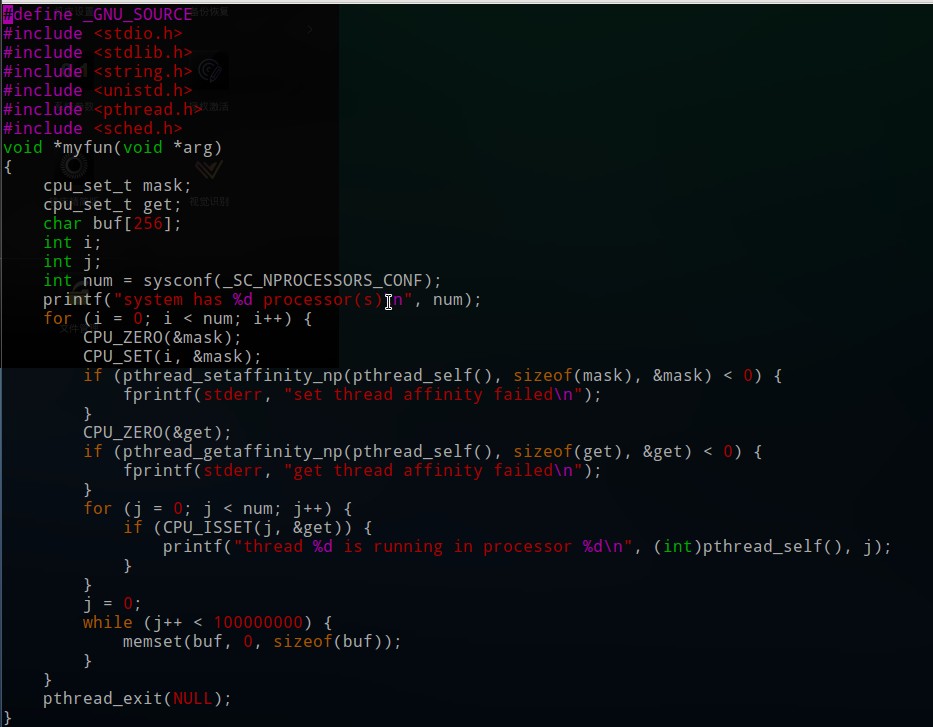 #define _GNU_SOURCE
#include <stdio.h>
#include <stdlib.h>
#include <string.h>
#include <unistd.h>
#include <pthread.h>
#include <sched.h>
void *myfun(void *arg)
{
    cpu_set_t mask;
    cpu_set_t get;
    char buf[256];
    int i;
    int j;
    int num = sysconf(_SC_NPROCESSORS_CONF);
    printf("system has %d processor(s)\n", num);
    for (i = 0; i < num; i++) {
        CPU_ZERO(&mask);
        CPU_SET(i, &mask);
        if (pthread_setaffinity_np(pthread_self(), sizeof(mask), &mask) < 0) {
            fprintf(stderr, "set thread affinity failed\n");
        }
        CPU_ZERO(&get);
        if (pthread_getaffinity_np(pthread_self(), sizeof(get), &get) < 0) {
            fprintf(stderr, "get thread affinity failed\n");
        }
        for (j = 0; j < num; j++) {
            if (CPU_ISSET(j, &get)) {
                printf("thread %d is running in processor %d\n", (int)pthread_self(), j);
            }
        }
        j = 0;
        while (j++ < 100000000) {
            memset(buf, 0, sizeof(buf));
        }
    }
    pthread_exit(NULL);
}
视觉识别